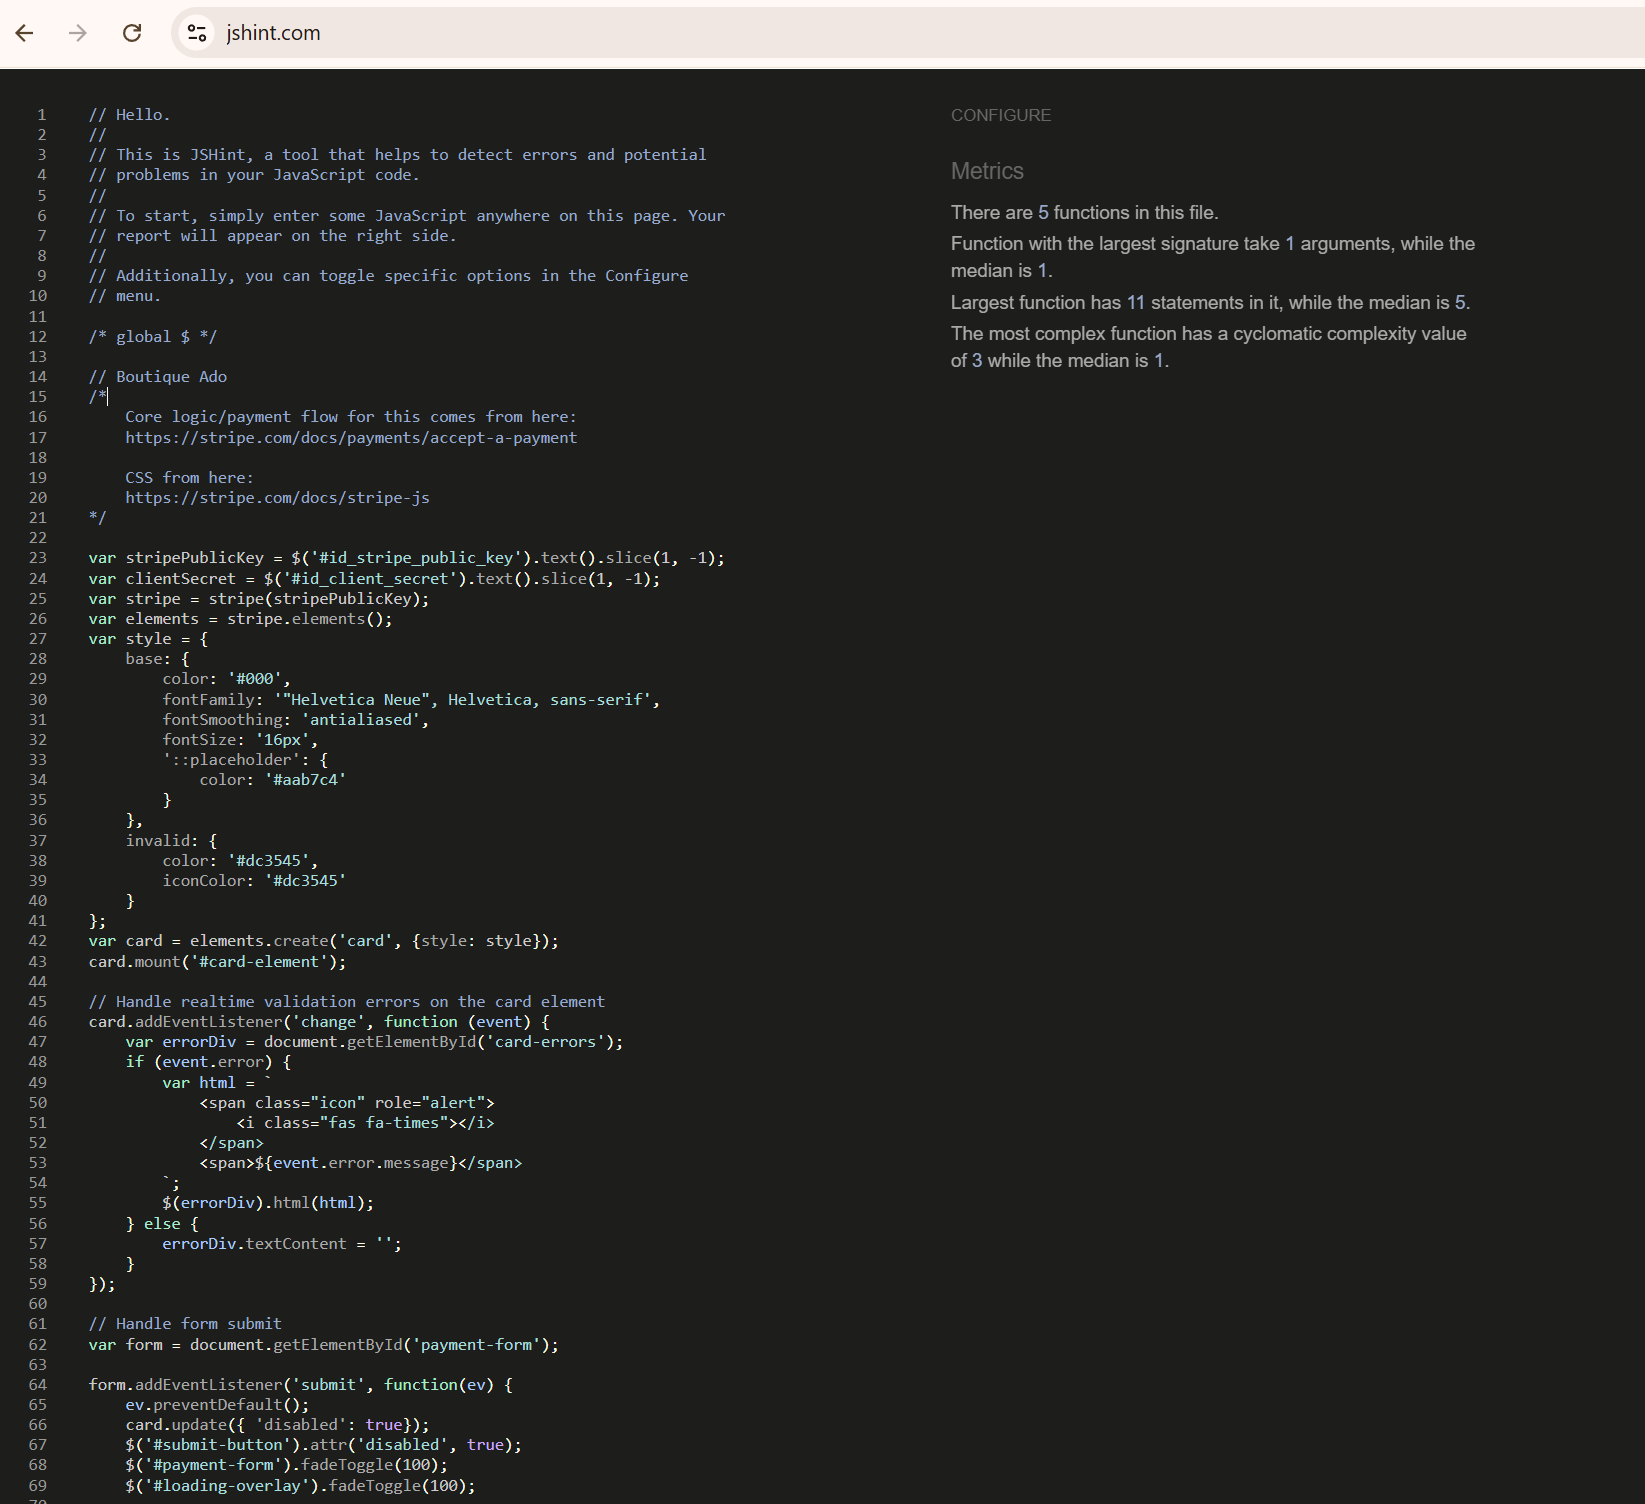 jshint.com
1 // Hello.
2 //
3 // This is JSHint, a tool that helps to detect errors and potential
4 // problems in your JavaScript code.
5 //
6 // To start, simply enter some JavaScript anywhere on this page. Your
7 // report will appear on the right side.
8 //
9 // Additionally, you can toggle specific options in the Configure
10 // menu.
11
12 /* global $ */
13
14 // Boutique Ado
15 /*
16     Core logic/payment flow for this comes from here:
17     https://stripe.com/docs/payments/accept-a-payment
18
19     CSS from here:
20     https://stripe.com/docs/stripe-js
21 */
22
23 var stripePublicKey = $('#id_stripe_public_key').text().slice(1, -1);
24 var clientSecret = $('#id_client_secret').text().slice(1, -1);
25 var stripe = stripe(stripePublicKey);
26 var elements = stripe.elements();
27 var style = {
28     base: {
29         color: '#000',
30         fontFamily: '"Helvetica Neue", Helvetica, sans-serif',
31         fontSmoothing: 'antialiased',
32         fontSize: '16px',
33         '::placeholder': {
34             color: '#aab7c4'
35         }
36     },
37     invalid: {
38         color: '#dc3545',
39         iconColor: '#dc3545'
40     }
41 };
42 var card = elements.create('card', {style: style});
43 card.mount('#card-element');
44
45 // Handle realtime validation errors on the card element
46 card.addEventListener('change', function (event) {
47     var errorDiv = document.getElementById('card-errors');
48     if (event.error) {
49         var html = `
50             <span class="icon" role="alert">
51                 <i class="fas fa-times"></i>
52             </span>
53             <span>${event.error.message}</span>
54         `;
55         $(errorDiv).html(html);
56     } else {
57         errorDiv.textContent = '';
58     }
59 });
60
61 // Handle form submit
62 var form = document.getElementById('payment-form');
63
64 form.addEventListener('submit', function(ev) {
65     ev.preventDefault();
66     card.update({ 'disabled': true});
67     $('#submit-button').attr('disabled', true);
68     $('#payment-form').fadeToggle(100);
69     $('#loading-overlay').fadeToggle(100);
CONFIGURE
Metrics
There are 5 functions in this file.
Function with the largest signature take 1 arguments, while the
median is 1.
Largest function has 11 statements in it, while the median is 5.
The most complex function has a cyclomatic complexity value
of 3 while the median is 1.